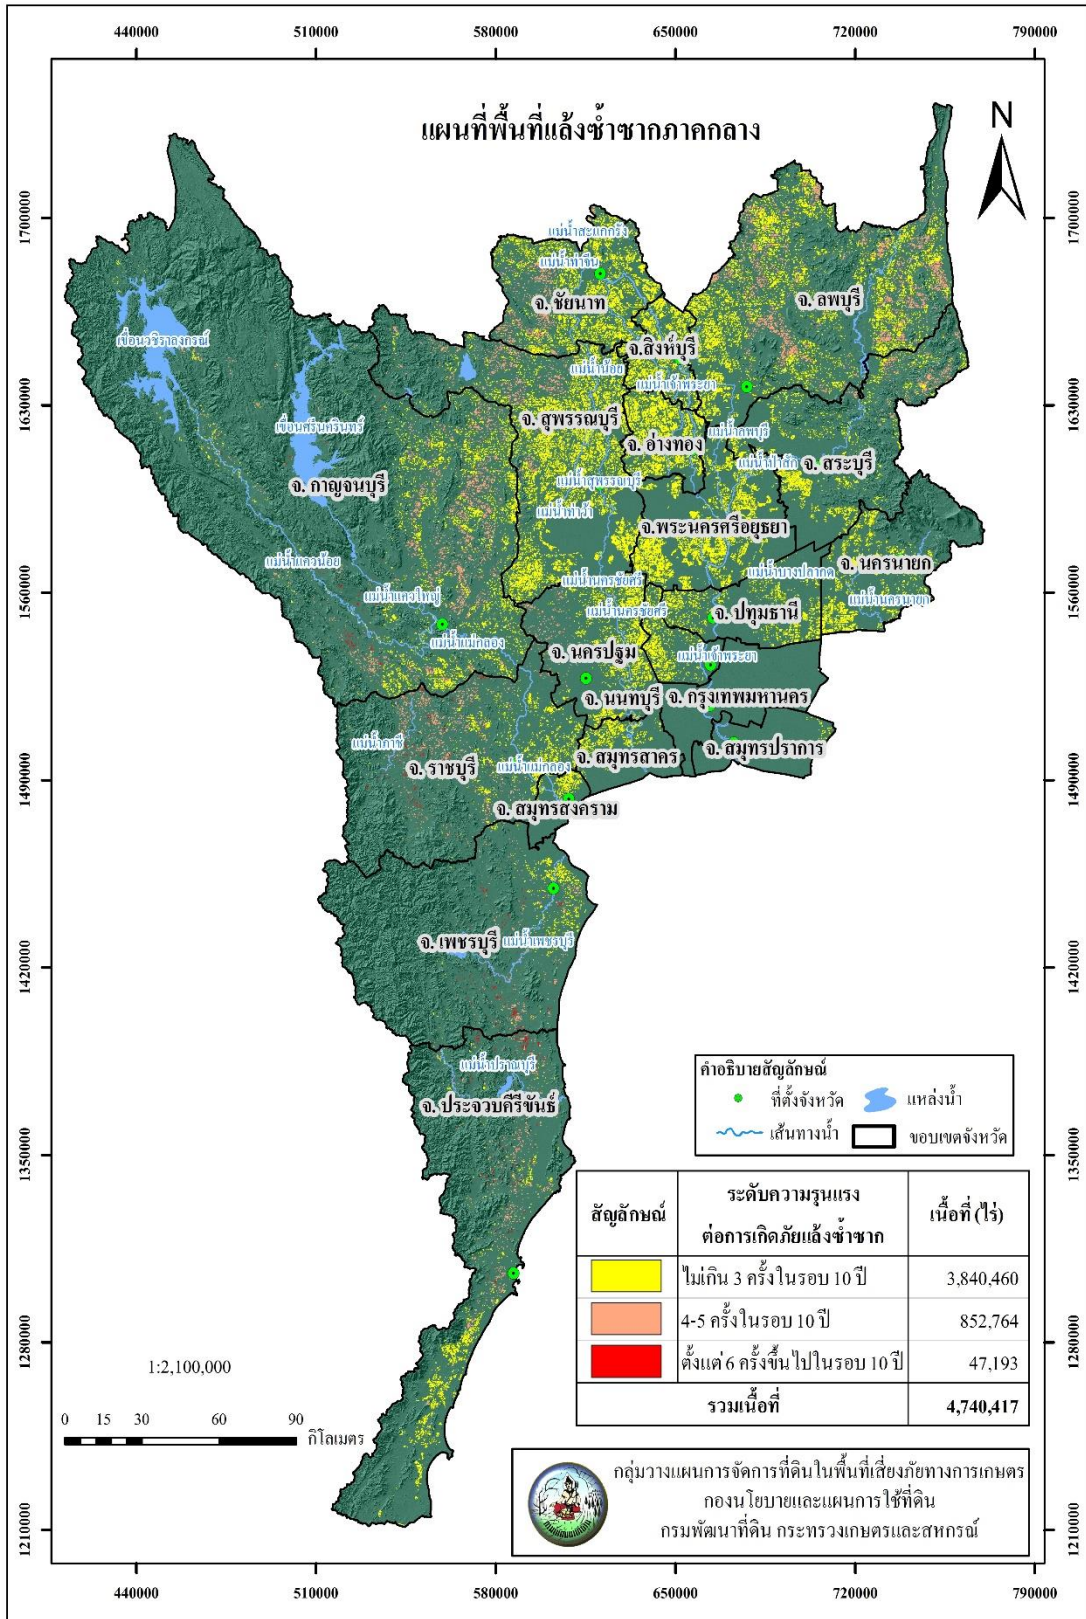 440000 510000 580000 650000 720000 790000
แผนที่พื้นที่แล้งซ้ำซากภาคกลาง
N
1700000 1700000
แม่น้ำสะแกกรัง
แม่น้ำท่าจีน
จ. ชัยนาท
จ. ลพบุรี
เขื่อนวชิราลงกรณ์
จ.สิงห์บุรี
แม่น้ำน้อย
แม่น้ำเจ้าพระยา
1630000 1630000
จ. สุพรรณบุรี
เขื่อนศรีนครินทร์
แม่น้ำลพบุรี
จ. อ่างทอง
แม่น้ำป่าสัก
จ. สระบุรี
แม่น้ำสุพรรณบุรี
จ. กาญจนบุรี
แม่น้ำท่าว้า
จ.พระนครศรีอยุธยา
แม่น้ำแควน้อย
จ. นครนายก
แม่น้ำบางปลากด
แม่น้ำนครชัยศรี
1560000 1560000
แม่น้ำแควใหญ่
แม่น้ำนครชัยศรี
แม่น้ำนครนายก
จ. ปทุมธานี
แม่น้ำแม่กลอง
จ. นครปฐม
แม่น้ำเจ้าพระยา
จ. นนทบุรี
จ. กรุงเทพมหานคร
แม่น้ำภาชี
จ. สมุทรปราการ
จ. สมุทรสาคร
จ. ราชบุรี
แม่น้ำแม่กลอง
1490000 1490000
จ. สมุทรสงคราม
จ. เพชรบุรี
แม่น้ำเพชรบุรี
1420000 1420000
แม่น้ำปราณบุรี
จ. ประจวบคีรีขันธ์
คำอธิบายสัญลักษณ์
ที่ตั้งจังหวัด แหล่งน้ำ
เส้นทางน้ำ ขอบเขตจังหวัด
1350000 1350000
สัญลักษณ์ ระดับความรุนแรง เนื้อที่ (ไร่)
ต่อการเกิดภัยแล้งซ้ำซาก
ไม่เกิน 3 ครั้งในรอบ 10 ปี 3,840,460
4-5 ครั้งในรอบ 10 ปี 852,764
ตั้งแต่ 6 ครั้งขึ้นไปในรอบ 10 ปี 47,193
รวมเนื้อที่ 4,740,417
1280000 1280000
1:2,100,000
0 15 30 60 90
กิโลเมตร
กลุ่มวางแผนการจัดการที่ดินในพื้นที่เสี่ยงภัยทางการเกษตร
กองนโยบายและแผนการใช้ที่ดิน
กรมพัฒนาที่ดิน กระทรวงเกษตรและสหกรณ์
1210000 1210000
440000 510000 580000 650000 720000 790000